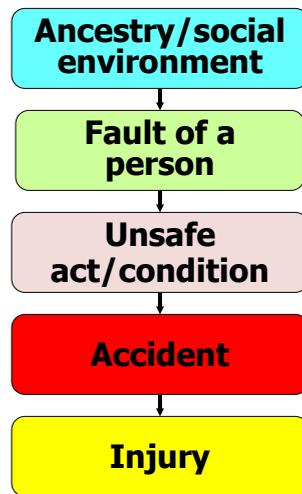 Ancestry/social
environment
Fault of a
person
Unsafe
act/condition
Accident
Injury